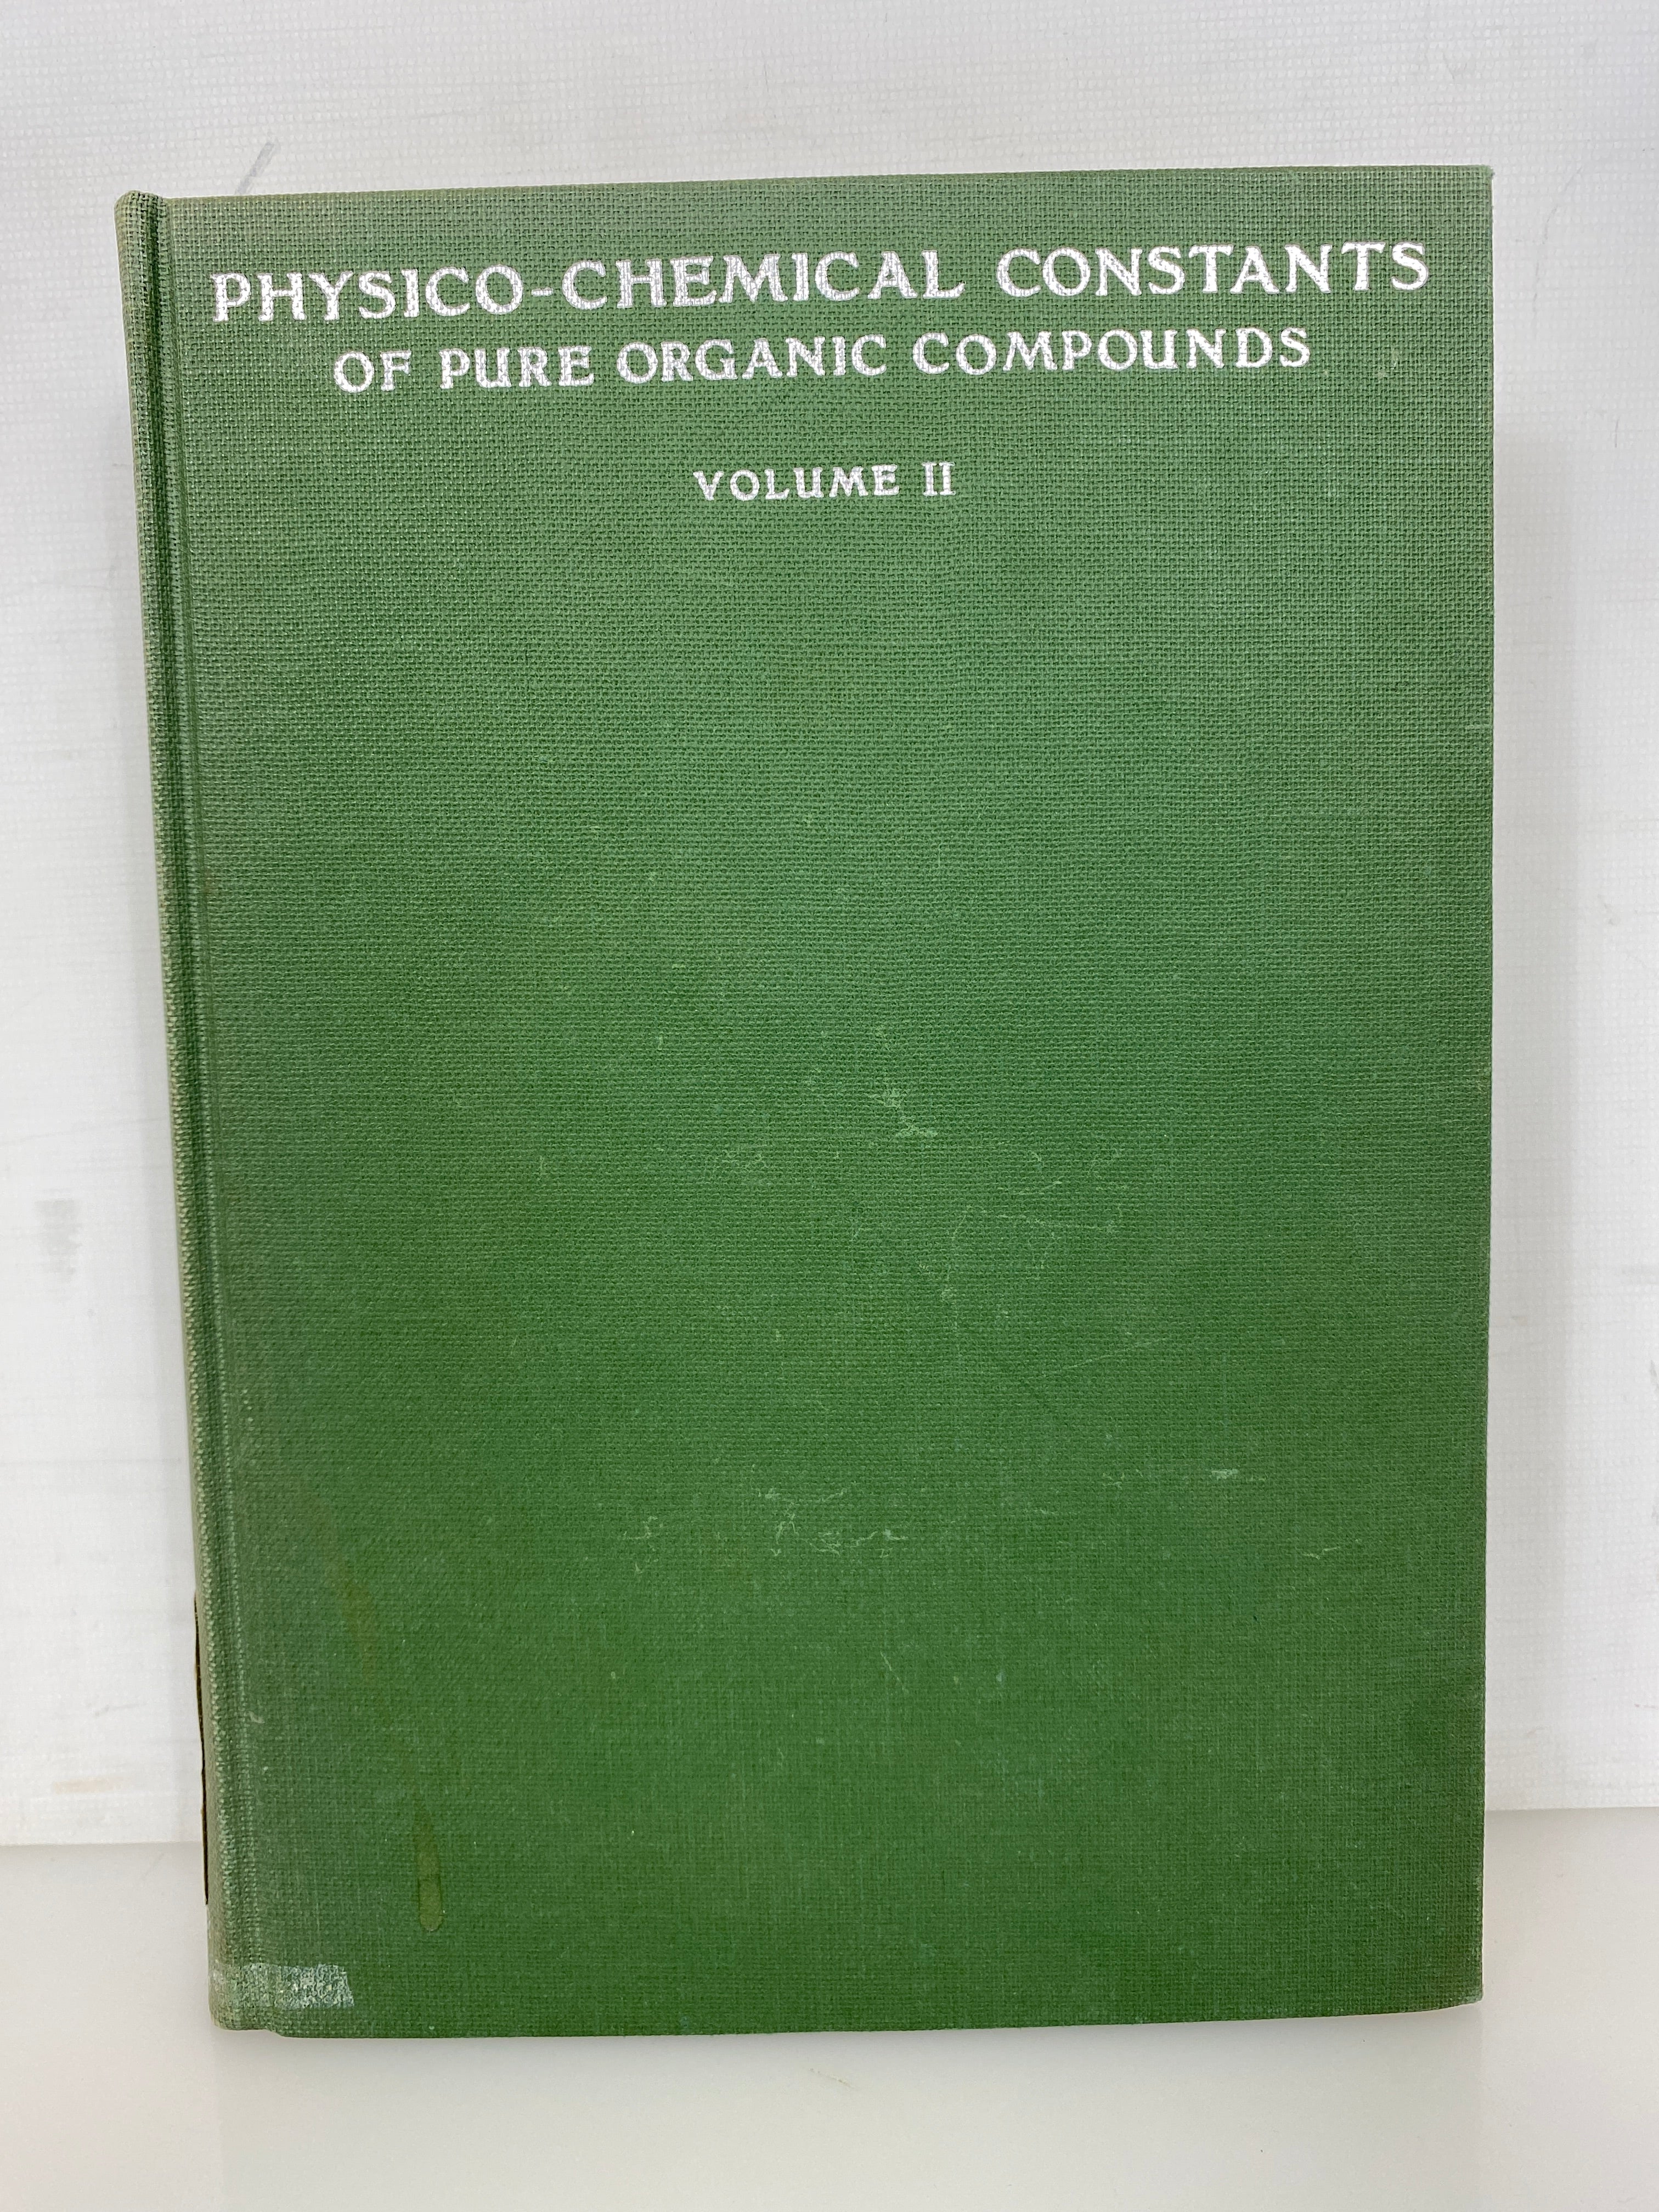 PHYSICO-CHEMICAL CONSTANTS
OF PURE ORGANIC COMPOUNDS
VOLUME II